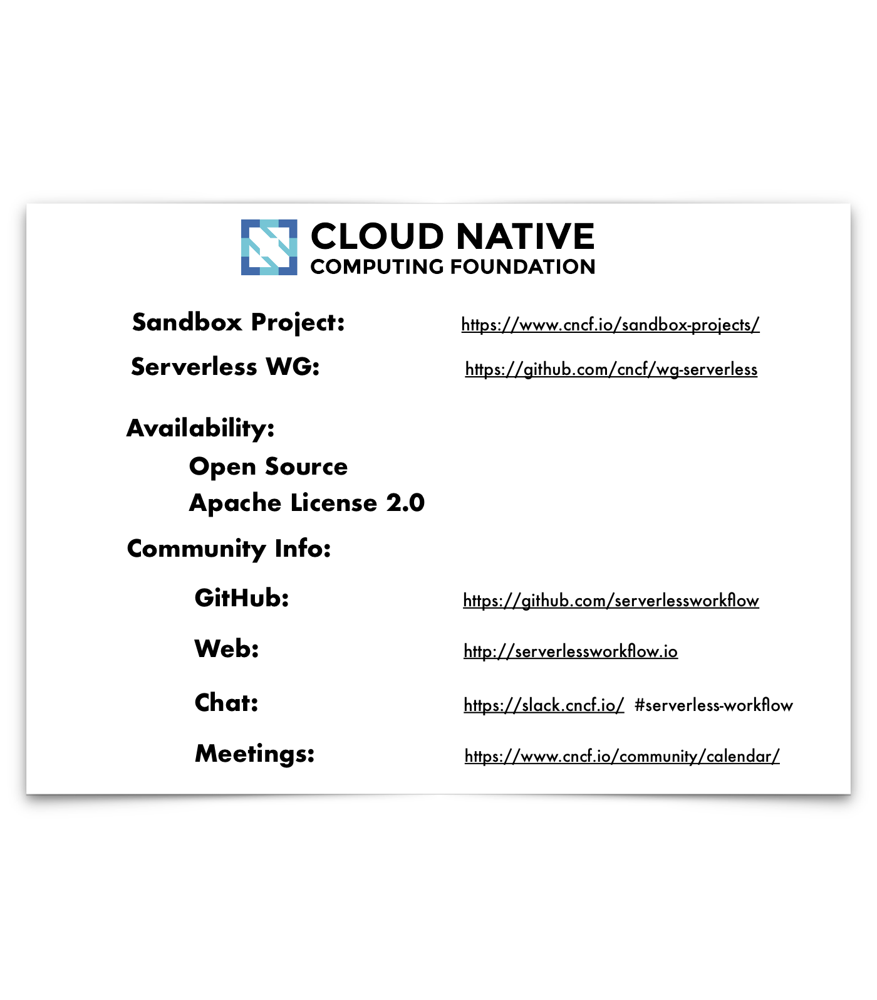 CLOUD NATIVE
COMPUTING FOUNDATION
Sandbox Project: https://www.cncf.io/sandbox-projects/
Serverless WG: https://github.com/cncf/wg-serverless
Availability:
Open Source
Apache License 2.0
Community Info:
GitHub: https://github.com/serverlessworkflow
Web: http://serverlessworkflow.io
Chat: https://slack.cncf.io/ #serverless-workflow
Meetings: https://www.cncf.io/community/calendar/